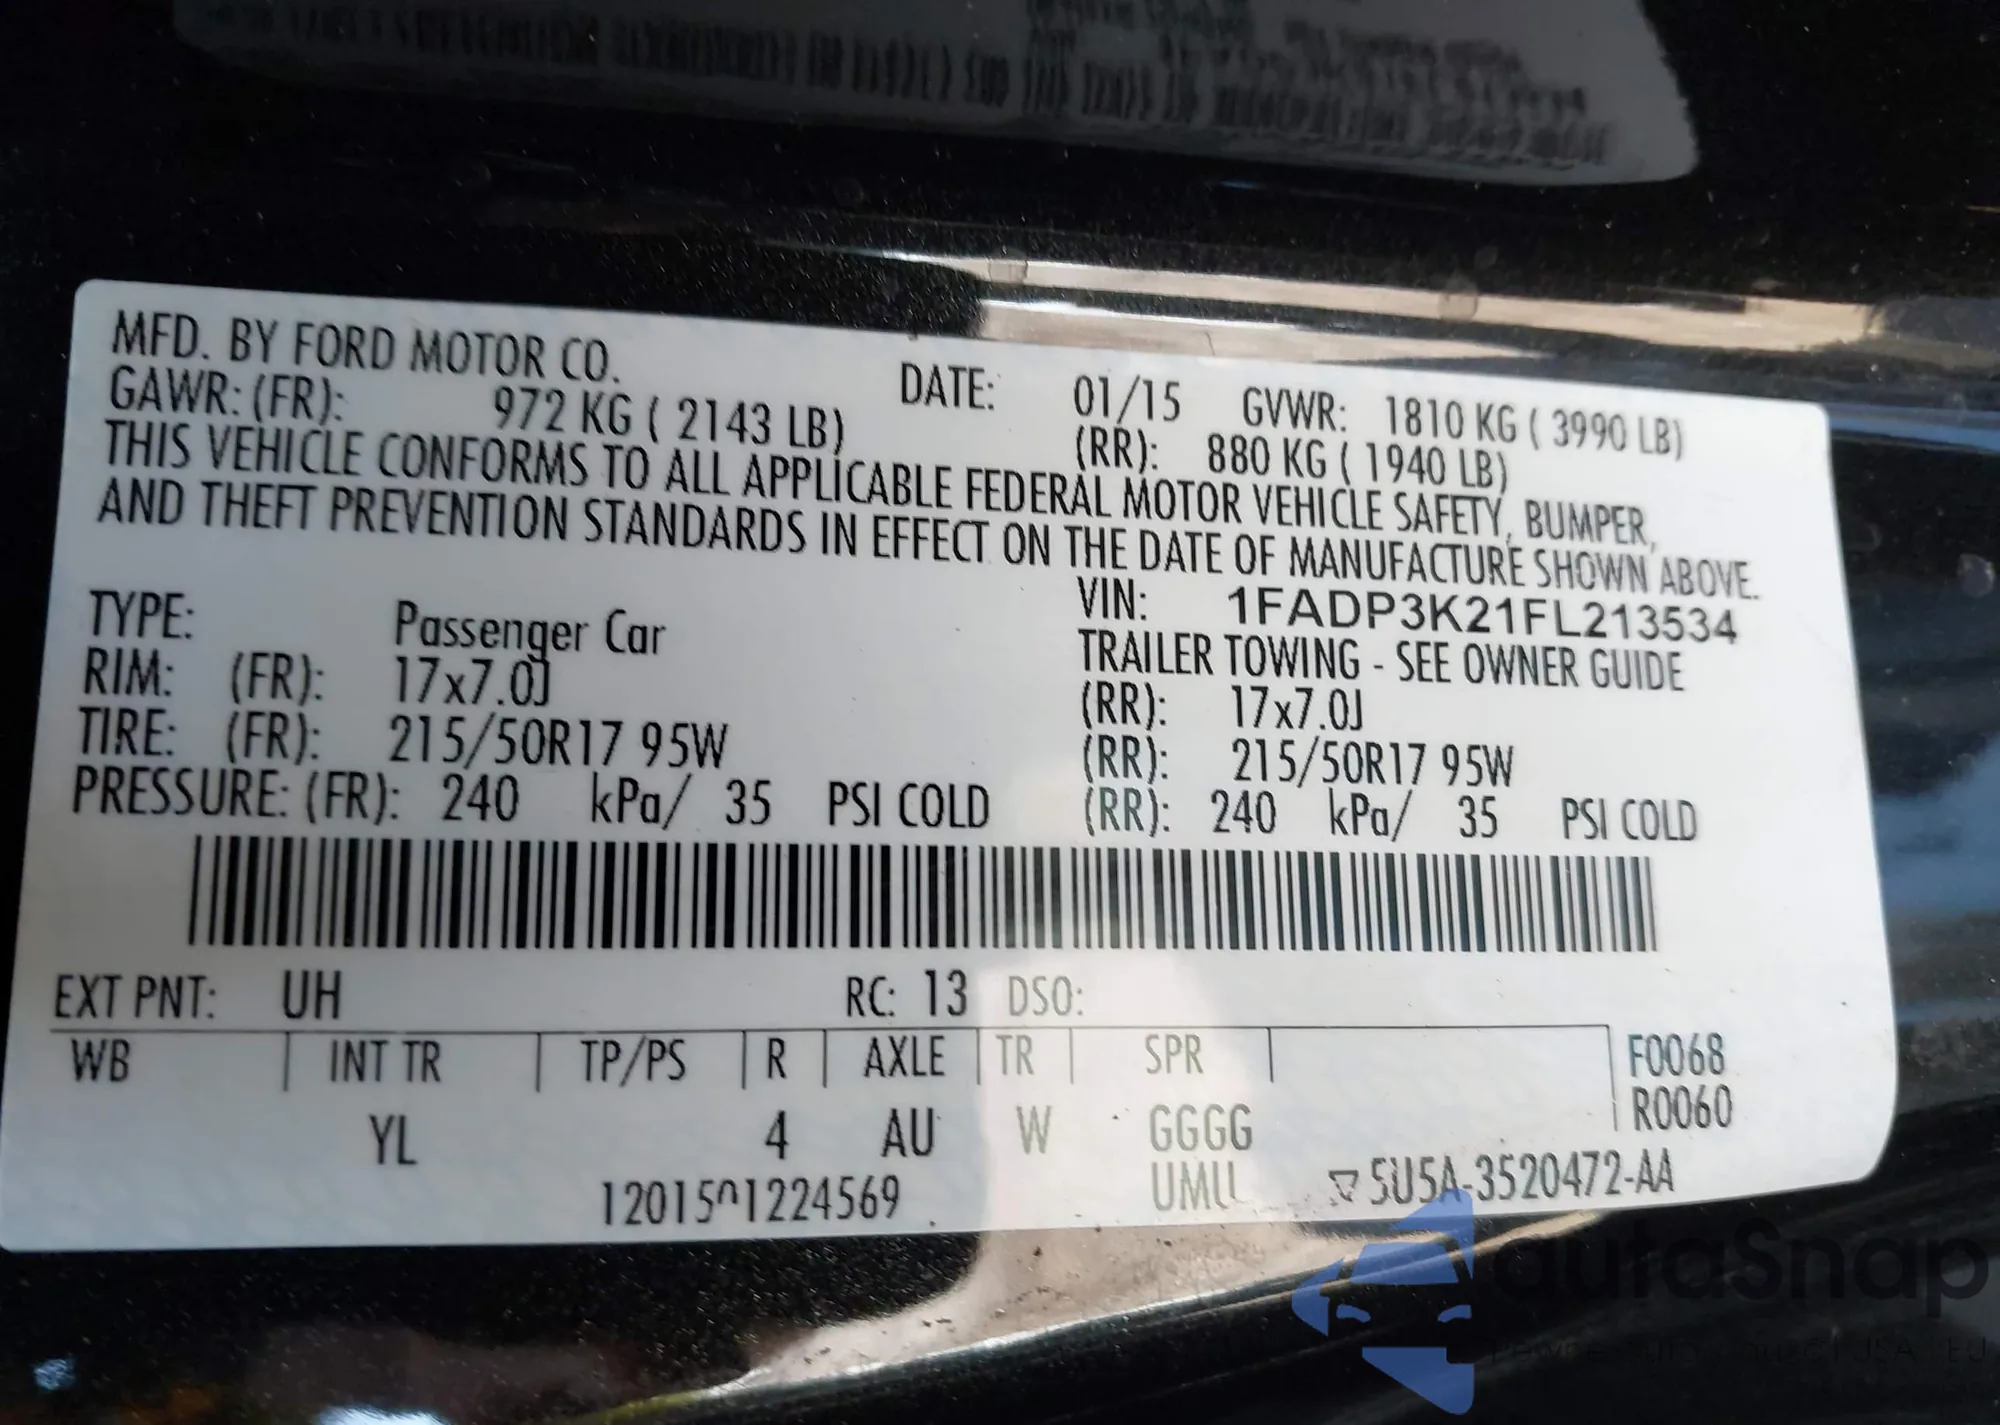 MFD. BY FORD MOTOR CO.
DATE: 01/15 GVWR: 1810 KG ( 3990 LB)
GAWR: (FR): 972 KG ( 2143 LB) (RR): 880 KG ( 1940 LB)
THIS VEHICLE CONFORMS TO ALL APPLICABLE FEDERAL MOTOR VEHICLE SAFETY, BUMPER,
AND THEFT PREVENTION STANDARDS IN EFFECT ON THE DATE OF MANUFACTURE SHOWN ABOVE.
VIN: 1FADP3K21FL213534
TYPE: Passenger Car TRAILER TOWING - SEE OWNER GUIDE
RIM: (FR): 17x7.0J (RR): 17x7.0J
TIRE: (FR): 215/50R17 95W (RR): 215/50R17 95W
PRESSURE: (FR): 240 kPa/ 35 PSI COLD (RR): 240 kPa/ 35 PSI COLD
EXT PNT: UH RC: 13 DSO:
WB INT TR TP/PS R AXLE TR SPR F0068
R0060
YL 4 AU W GGGG
UMLL 5U5A-3520472-AA
autaSnap